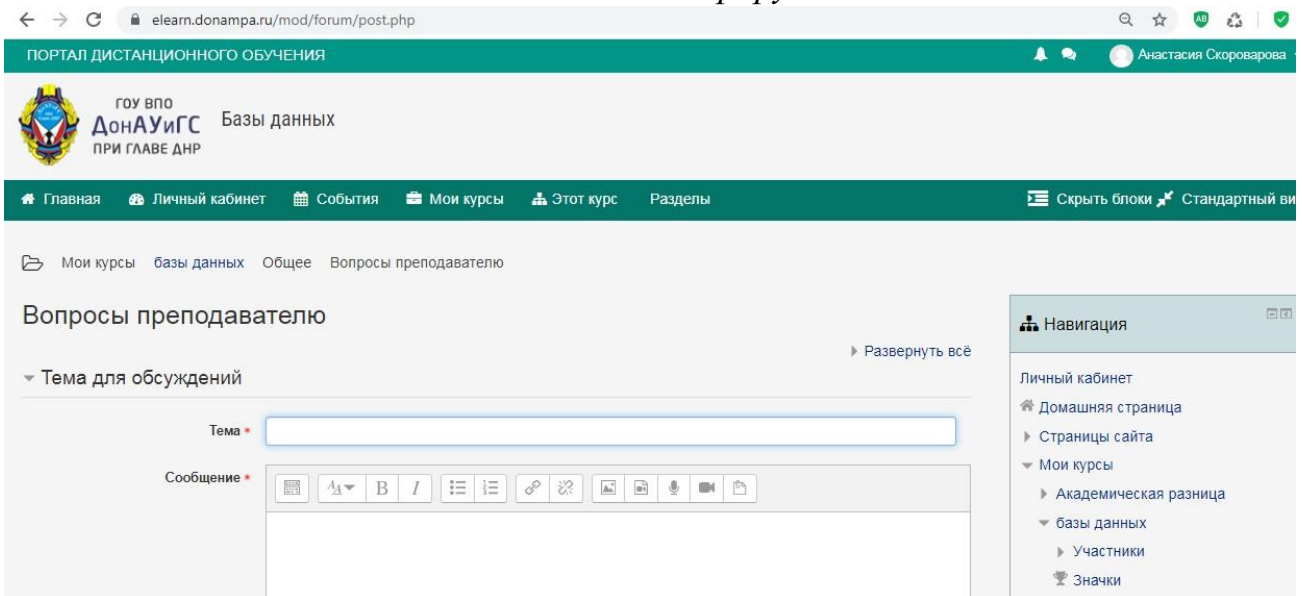 elearn.donampa.ru/mod/forum/post.php
ПОРТАЛ ДИСТАНЦИОННОГО ОБУЧЕНИЯ
Анастасия Скороварова
ГОУ ВПО
ДонАУиГС
ПРИ ГЛАВЕ ДНР
Базы данных
Главная Личный кабинет События Мои курсы Этот курс Разделы Скрыть блоки Стандартный ви
Мои курсы базы данных Общее Вопросы преподавателю
Вопросы преподавателю
Развернуть всё
Тема для обсуждений
Тема
Сообщение
B I
Навигация
Личный кабинет
Домашняя страница
Страницы сайта
Мои курсы
Академическая разница
базы данных
Участники
Значки